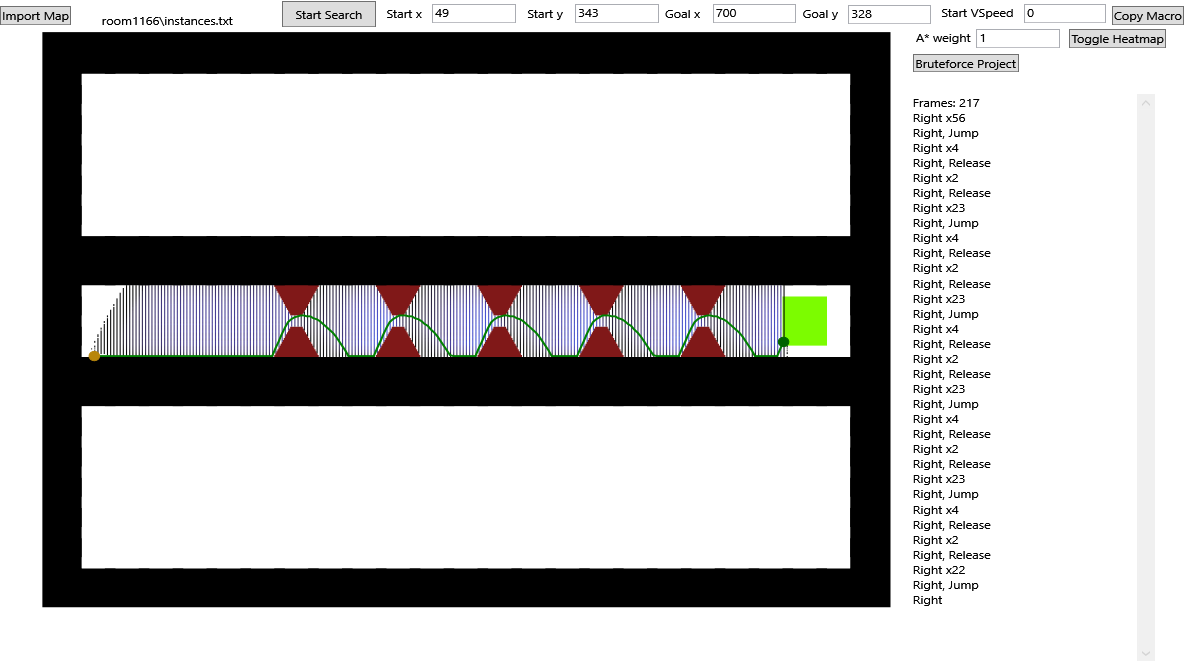 Import Map room1166\instances.txt Start Search Start x 49 Start y 343 Goal x 700 Goal y 328 Start VSpeed 0 Copy Macro
A* weight 1 Toggle Heatmap
Bruteforce Project
Frames: 217
Right x56
Right, Jump
Right x4
Right, Release
Right x2
Right, Release
Right x23
Right, Jump
Right x4
Right, Release
Right x2
Right, Release
Right x23
Right, Jump
Right x4
Right, Release
Right x2
Right, Release
Right x23
Right, Jump
Right x4
Right, Release
Right x2
Right, Release
Right x23
Right, Jump
Right x4
Right, Release
Right x2
Right, Release
Right x22
Right, Jump
Right